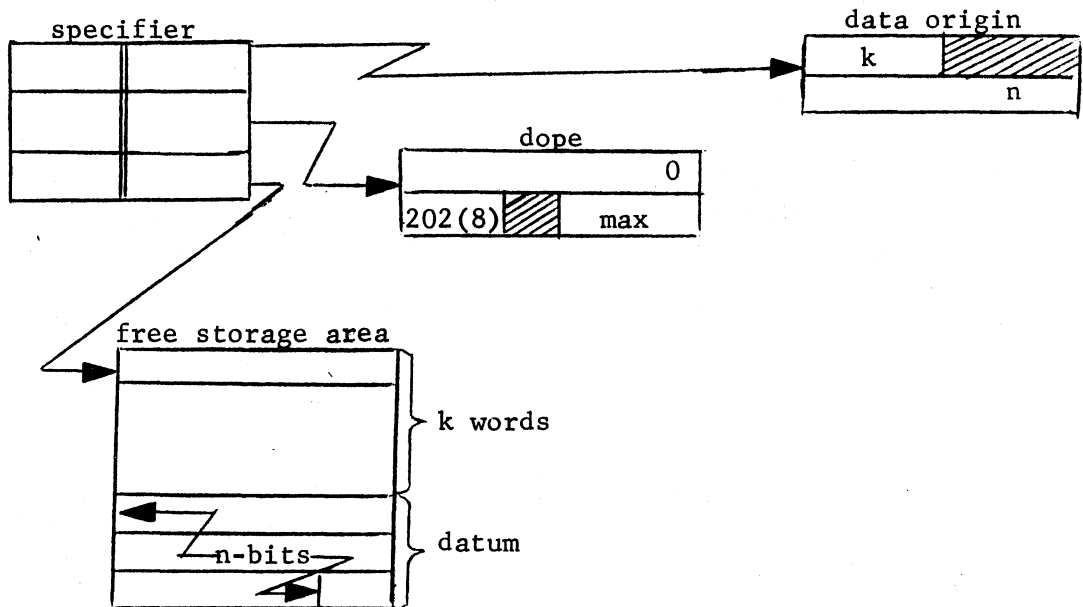 specifier
data origin
k
n
dope
0
202(8)
max
free storage area
k words
n-bits
datum